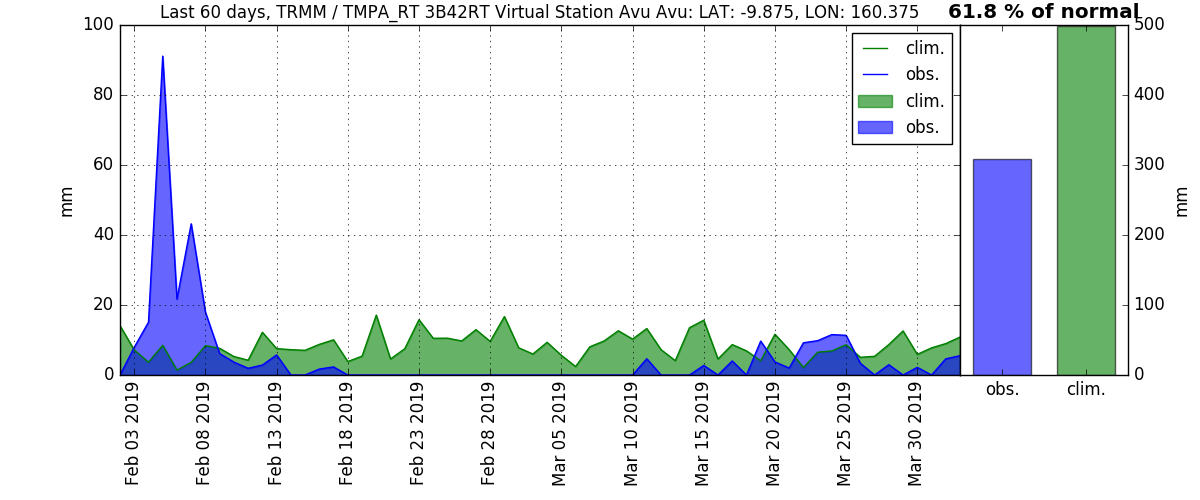 Last 60 days, TRMM / TMPA_RT 3B42RT Virtual Station Avu Avu: LAT: -9.875, LON: 160.375
61.8 % of normal
100
80
60
40
20
0
mm
clim.
obs.
clim.
obs.
500
400
300
200
100
0
mm
Feb 03 2019
Feb 08 2019
Feb 13 2019
Feb 18 2019
Feb 23 2019
Feb 28 2019
Mar 05 2019
Mar 10 2019
Mar 15 2019
Mar 20 2019
Mar 25 2019
Mar 30 2019
obs.
clim.